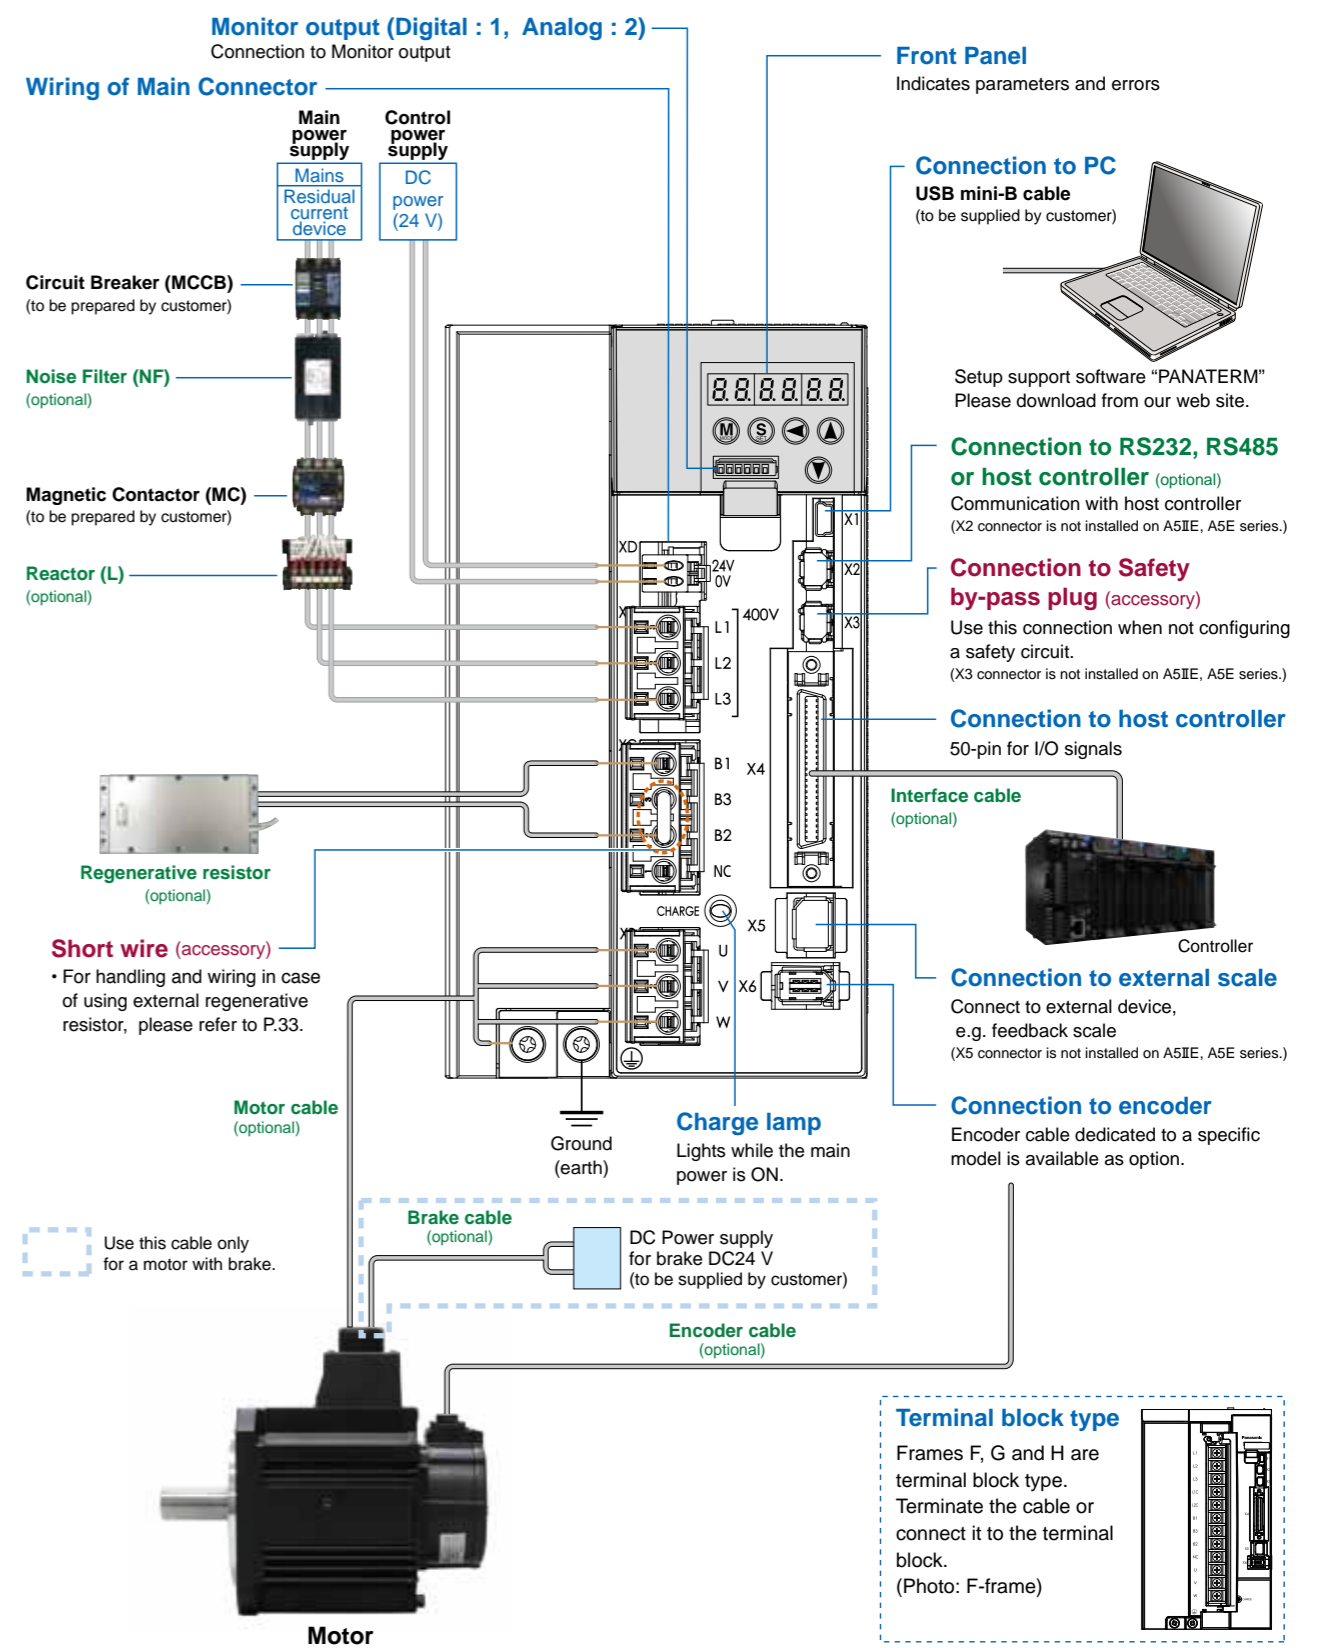 Monitor output (Digital : 1, Analog : 2)
Connection to Monitor output
Front Panel
Indicates parameters and errors
Wiring of Main Connector
Main
power
supply
Control
power
supply
Mains
Residual
current
device
DC
power
(24 V)
Connection to PC
USB mini-B cable
(to be supplied by customer)
Circuit Breaker (MCCB)
(to be prepared by customer)
Noise Filter (NF)
(optional)
Setup support software “PANATERM”
Please download from our web site.
M
S
SET
Connection to RS232, RS485
or host controller (optional)
Communication with host controller
(X2 connector is not installed on A5ⅡE, A5E series.)
Magnetic Contactor (MC)
(to be prepared by customer)
Reactor (L)
(optional)
X1
XD
24V
0V
X2
Connection to Safety
by-pass plug (accessory)
Use this connection when not configuring
a safety circuit.
(X3 connector is not installed on A5ⅡE, A5E series.)
400V
X3
L1
L2
L3
Connection to host controller
50-pin for I/O signals
B1
B3
B2
NC
X4
Interface cable
(optional)
Regenerative resistor
(optional)
Controller
CHARGE
X5
Short wire (accessory)
• For handling and wiring in case
of using external regenerative
resistor, please refer to P.33.
U
V
W
X6
Connection to external scale
Connect to external device,
e.g. feedback scale
(X5 connector is not installed on A5ⅡE, A5E series.)
Motor cable
(optional)
Ground
(earth)
Charge lamp
Lights while the main
power is ON.
Connection to encoder
Encoder cable dedicated to a specific
model is available as option.
Use this cable only
for a motor with brake.
Brake cable
(optional)
DC Power supply
for brake DC24 V
(to be supplied by customer)
Encoder cable
(optional)
Terminal block type
Frames F, G and H are
terminal block type.
Terminate the cable or
connect it to the terminal
block.
(Photo: F-frame)
Panasonic
Motor